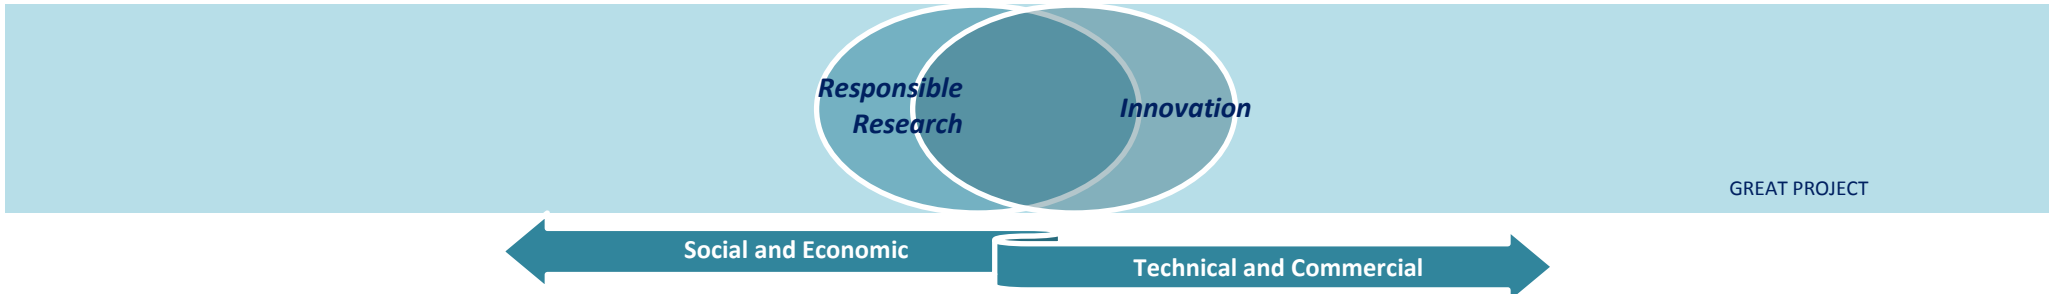 Responsible
Research
Innovation
GREAT PROJECT
Social and Economic
Technical and Commercial